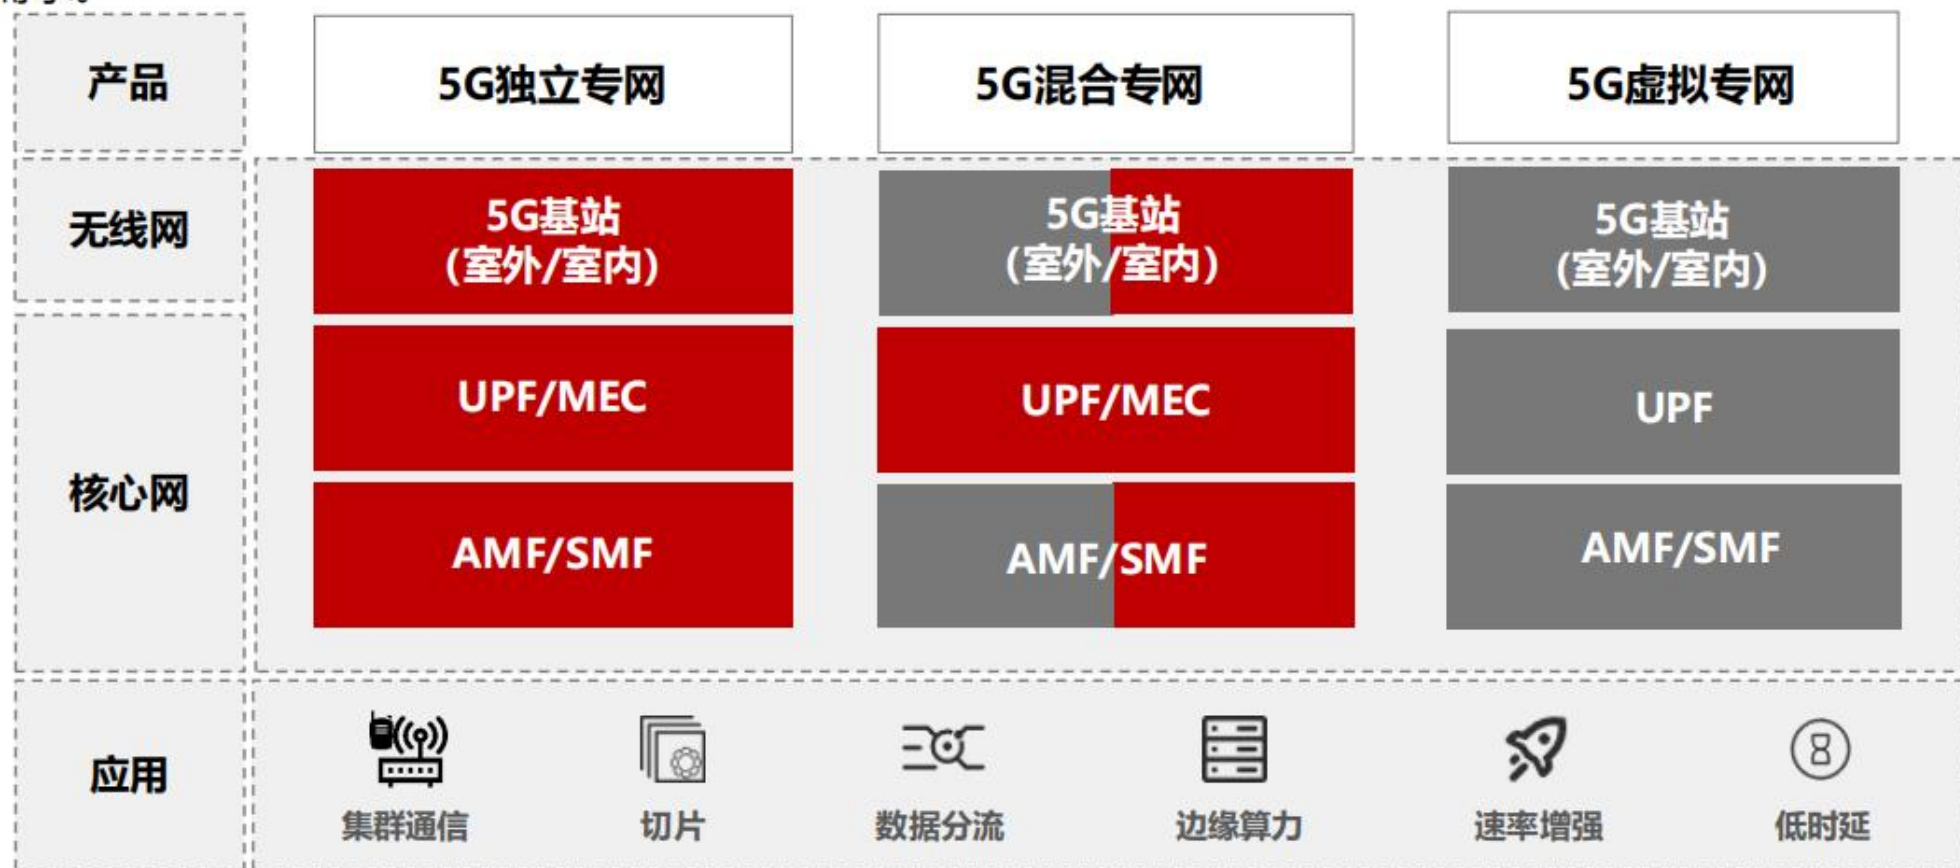 产品
5G独立专网
5G混合专网
5G虚拟专网
无线网
5G基站
(室外/室内)
5G基站
(室外/室内)
5G基站
(室外/室内)
核心网
UPF/MEC
UPF/MEC
UPF
AMF/SMF
AMF/SMF
AMF/SMF
应用
集群通信
切片
数据分流
边缘算力
速率增强
低时延